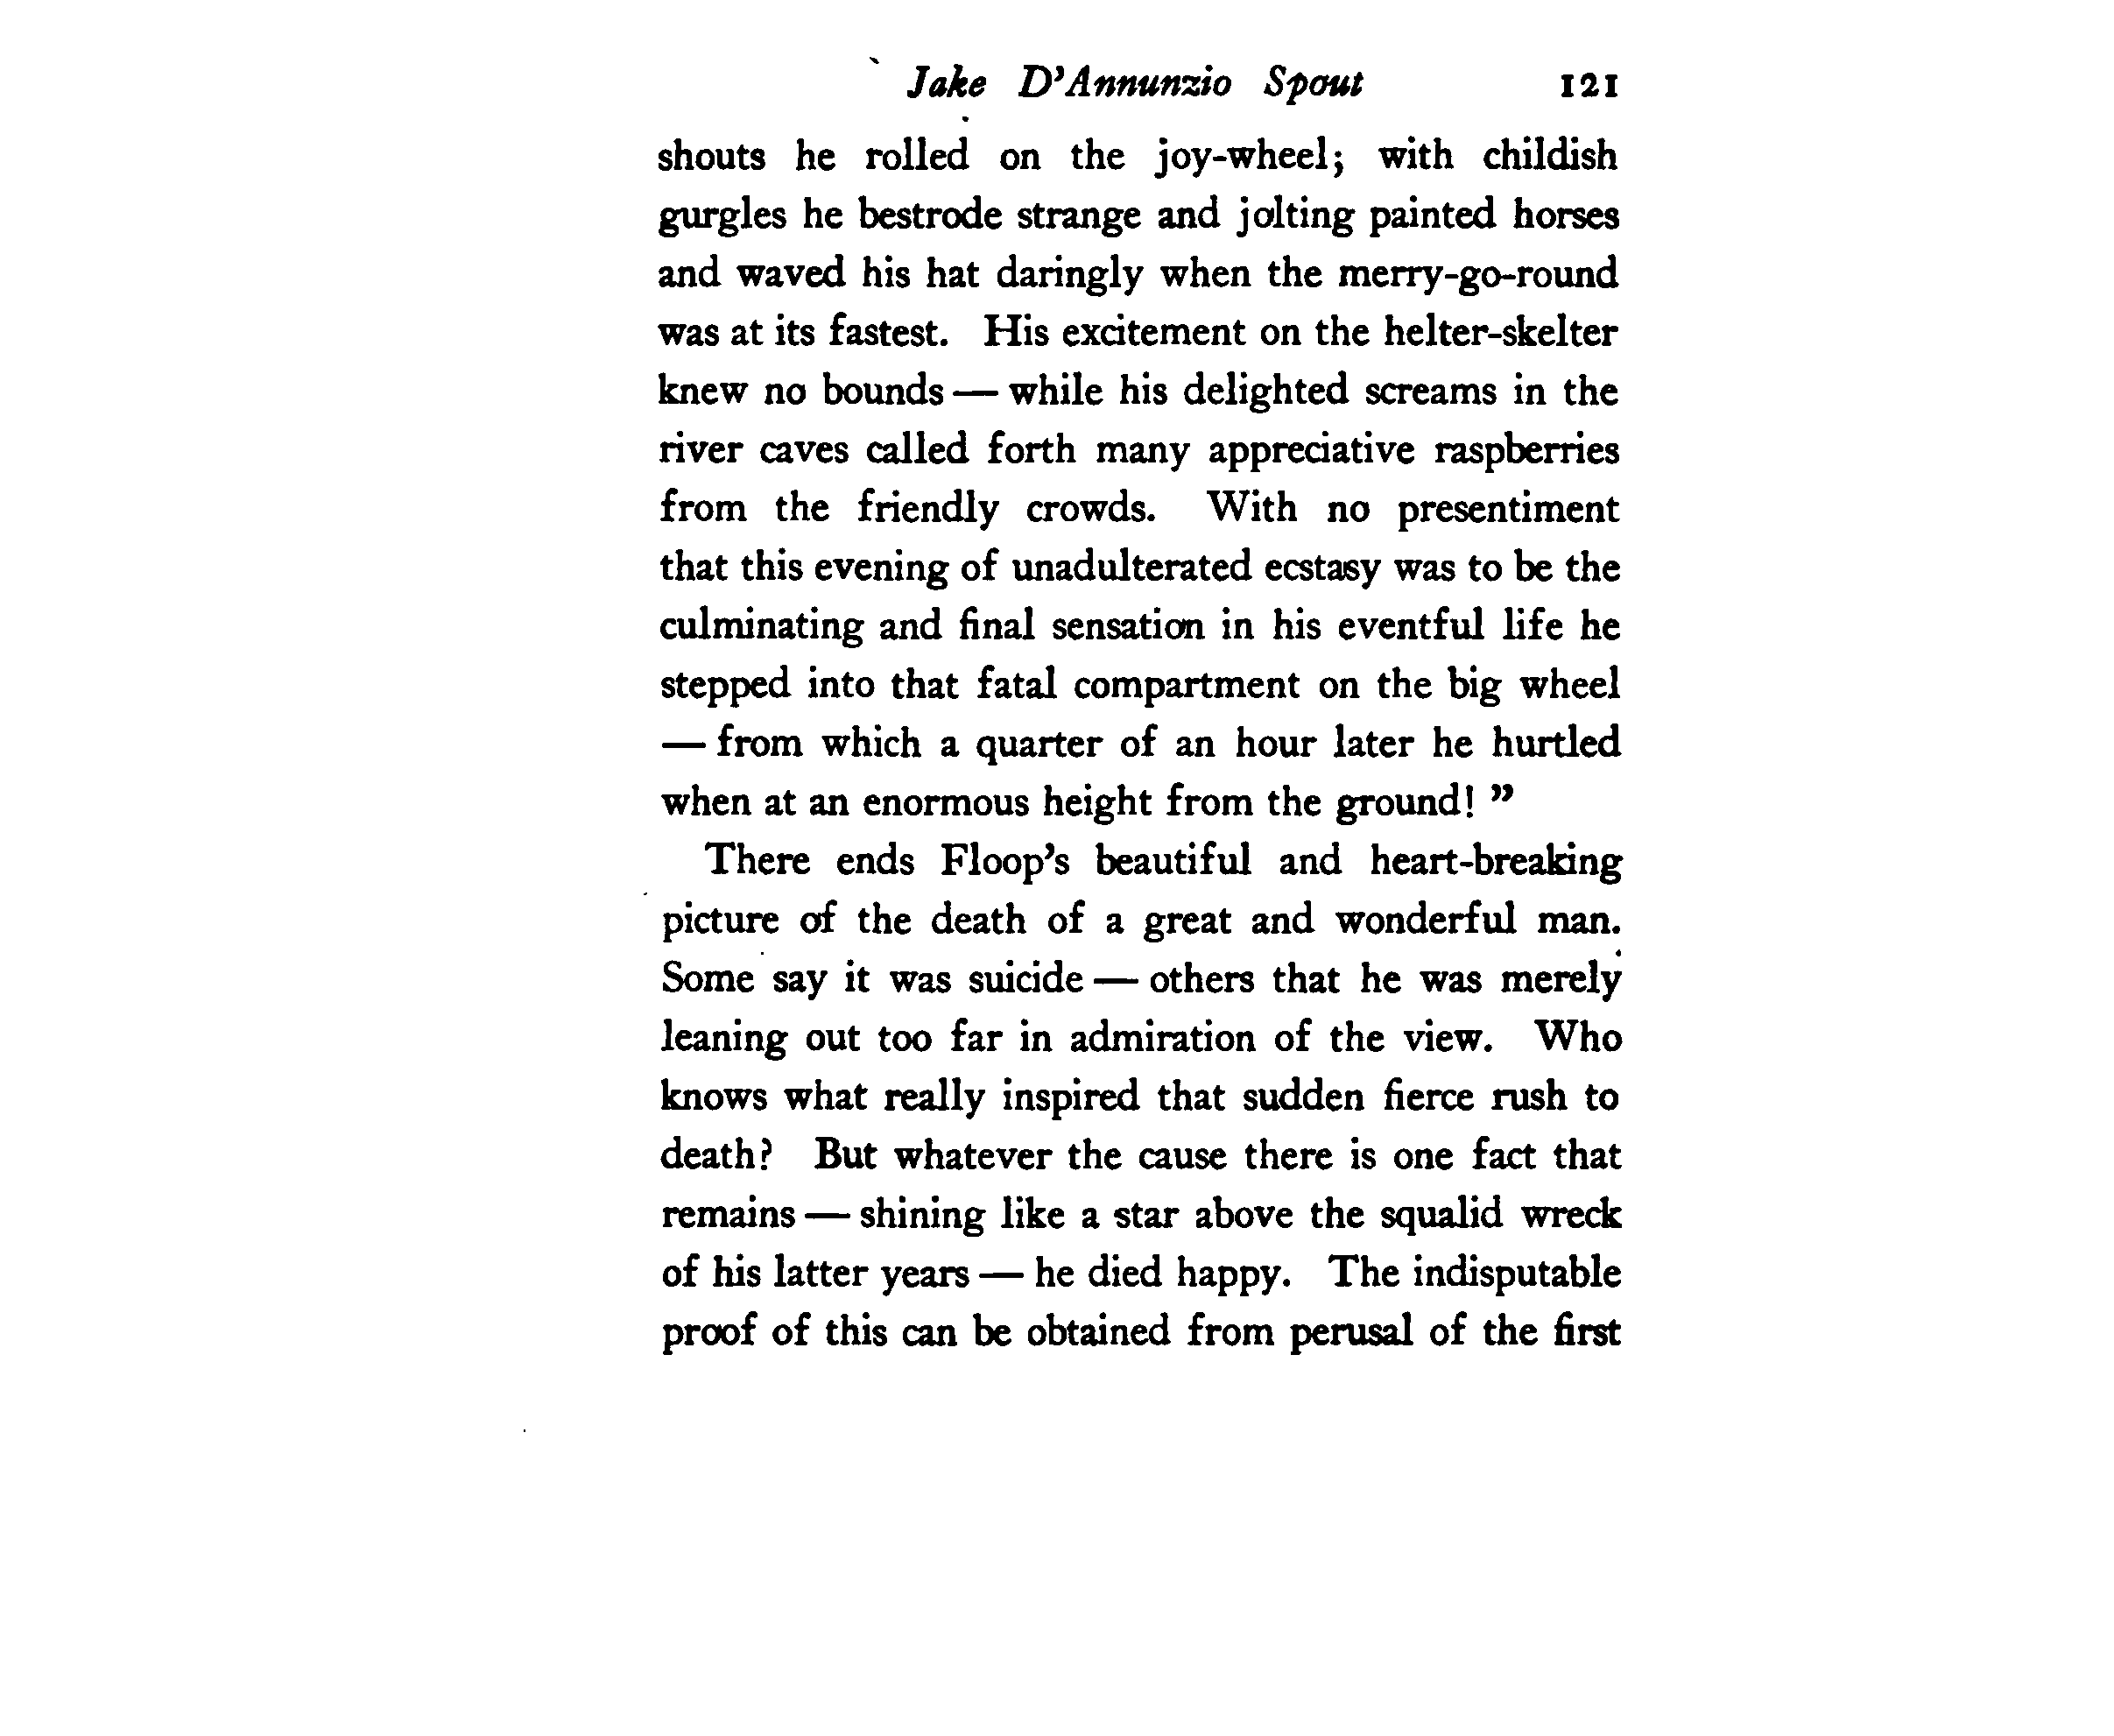 Jake D'Annunzio Spout 121
shouts he rolled on the joy-wheel; with childish
gurgles he bestrode strange and jolting painted horses
and waved his hat daringly when the merry-go-round
was at its fastest. His excitement on the helter-skelter
knew no bounds — while his delighted screams in the
river caves called forth many appreciative raspberries
from the friendly crowds. With no presentiment
that this evening of unadulterated ecstasy was to be the
culminating and final sensation in his eventful life he
stepped into that fatal compartment on the big wheel
— from which a quarter of an hour later he hurtled
when at an enormous height from the ground! ”
There ends Floop's beautiful and heart-breaking
picture of the death of a great and wonderful man.
Some say it was suicide — others that he was merely
leaning out too far in admiration of the view. Who
knows what really inspired that sudden fierce rush to
death? But whatever the cause there is one fact that
remains — shining like a star above the squalid wreck
of his latter years — he died happy. The indisputable
proof of this can be obtained from perusal of the first